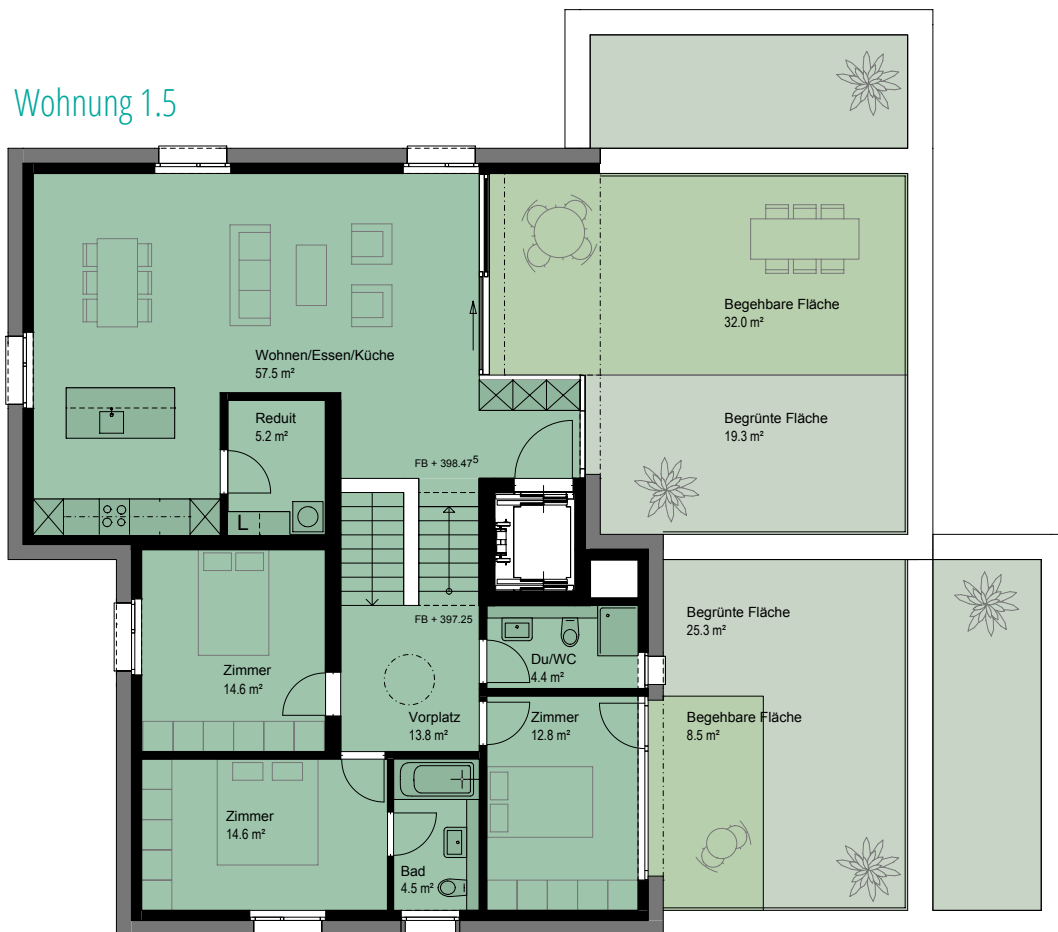 Wohnung 1.5
Begehbare Fläche
32.0 m²
Wohnen/Essen/Küche
57.5 m²
Reduit
5.2 m²
Begrünte Fläche
19.3 m²
FB + 398.47⁵
L
Begrünte Fläche
25.3 m²
FB + 397.25
Du/WC
4.4 m²
Zimmer
14.6 m²
Vorplatz
13.8 m²
Zimmer
12.8 m²
Begehbare Fläche
8.5 m²
Zimmer
14.6 m²
Bad
4.5 m²